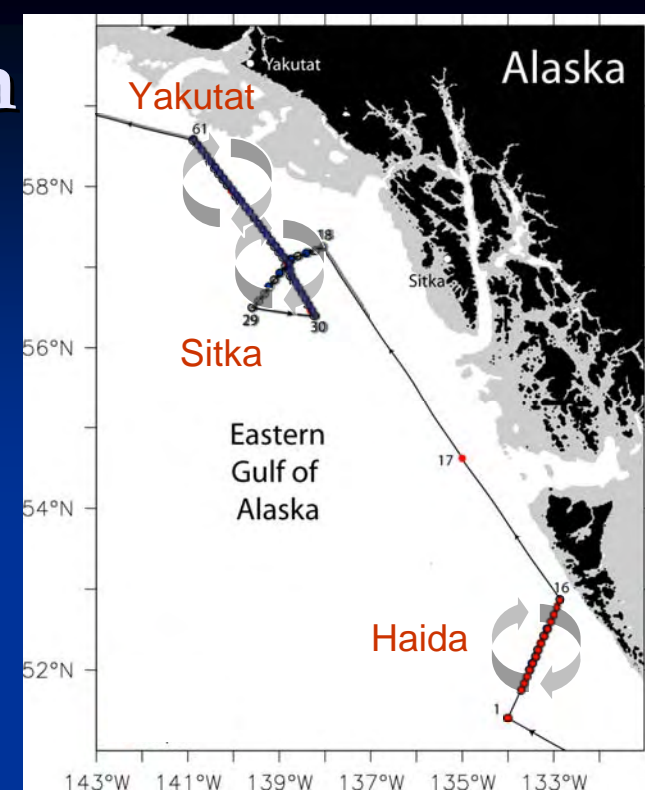 n
Alaska
Yakutat
Yakutat
61
58°N
18
Sitka
29
30
56°N
Sitka
Eastern
Gulf of
Alaska
17
54°N
16
Haida
52°N
1
143°W 141°W 139°W 137°W 135°W 133°W